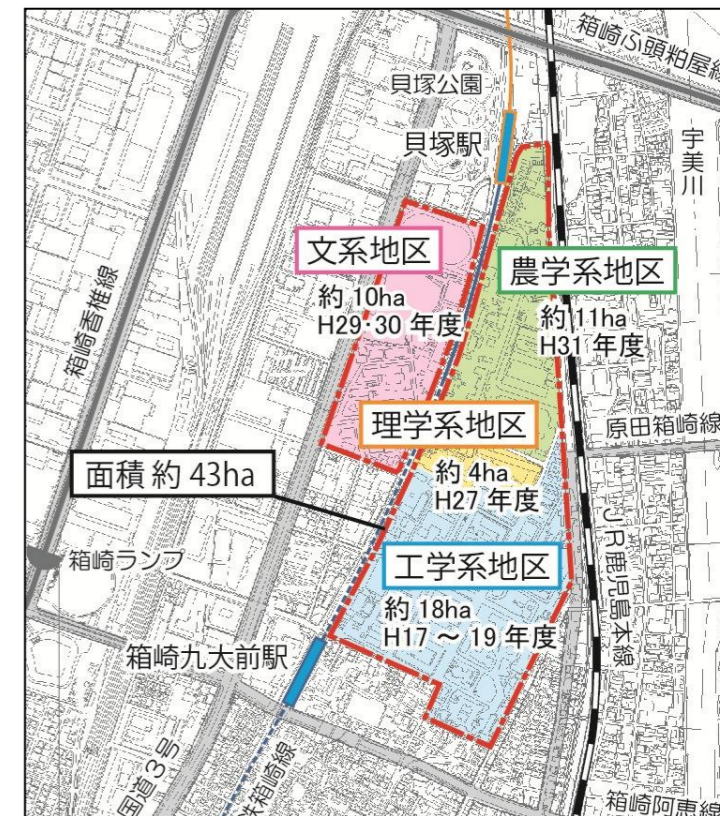 箱崎ふ頭粕屋線
貝塚公園
貝塚駅
宇美川
文系地区
約 10ha
H29・30 年度
農学系地区
約 11ha
H31 年度
箱崎香椎線
理学系地区
約 4ha
H27 年度
原田箱崎線
面積 約 43ha
工学系地区
約 18ha
H17 ~ 19 年度
箱崎ランプ
JR鹿児島本線
箱崎九大前駅
国道3号
鉄箱崎線
箱崎阿恵線